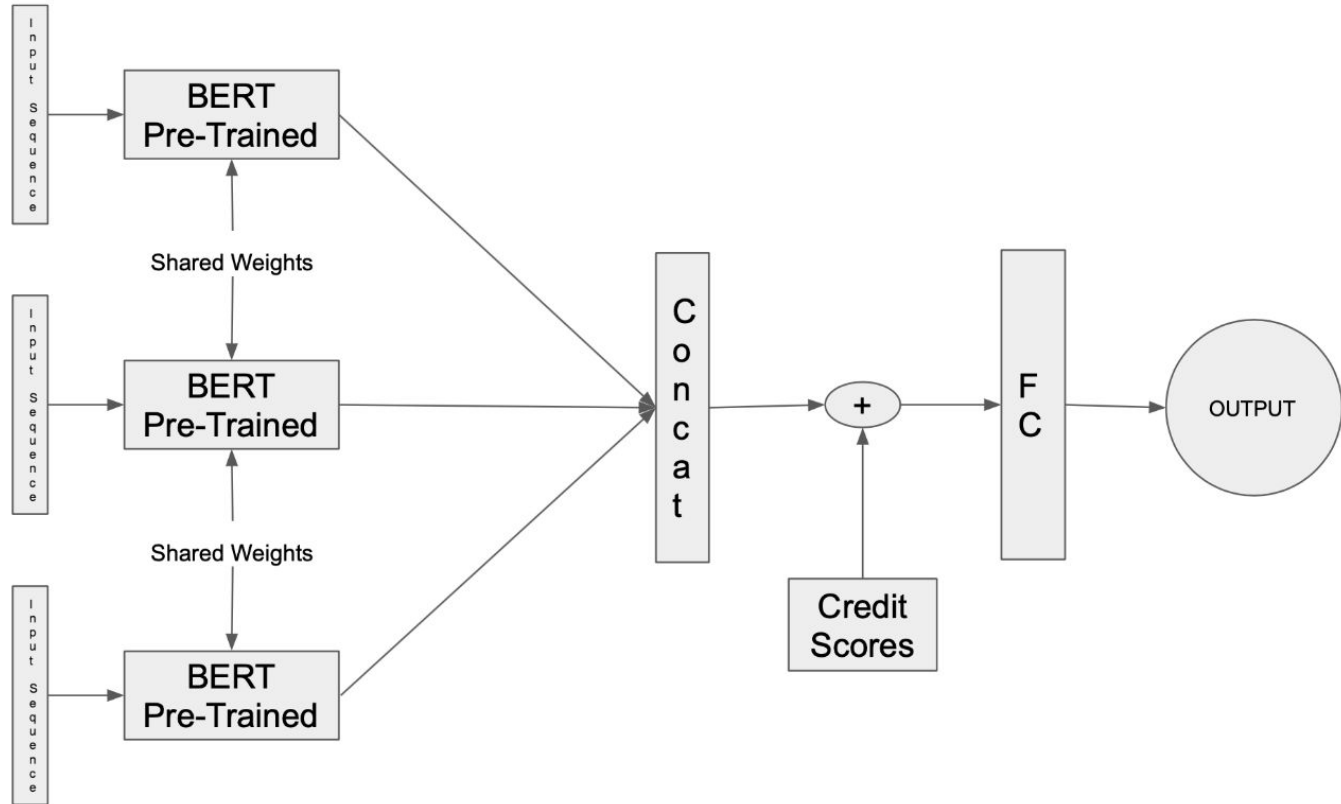 Input Sequence
BERT
Pre-Trained
Shared Weights
Input Sequence
BERT
Pre-Trained
Shared Weights
Input Sequence
BERT
Pre-Trained
Concat
+
Credit
Scores
FC
OUTPUT